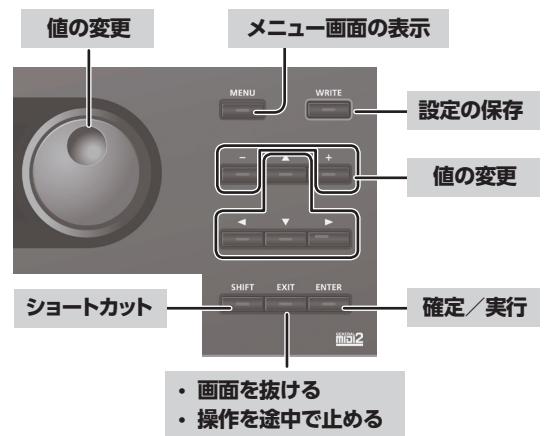 値の変更
メニュー画面の表示
MENU
WRITE
設定の保存
−
+
値の変更
SHIFT
EXIT
ENTER
ショートカット
確定／実行
GENERAL
MIDI2
• 画面を抜ける
• 操作を途中で止める